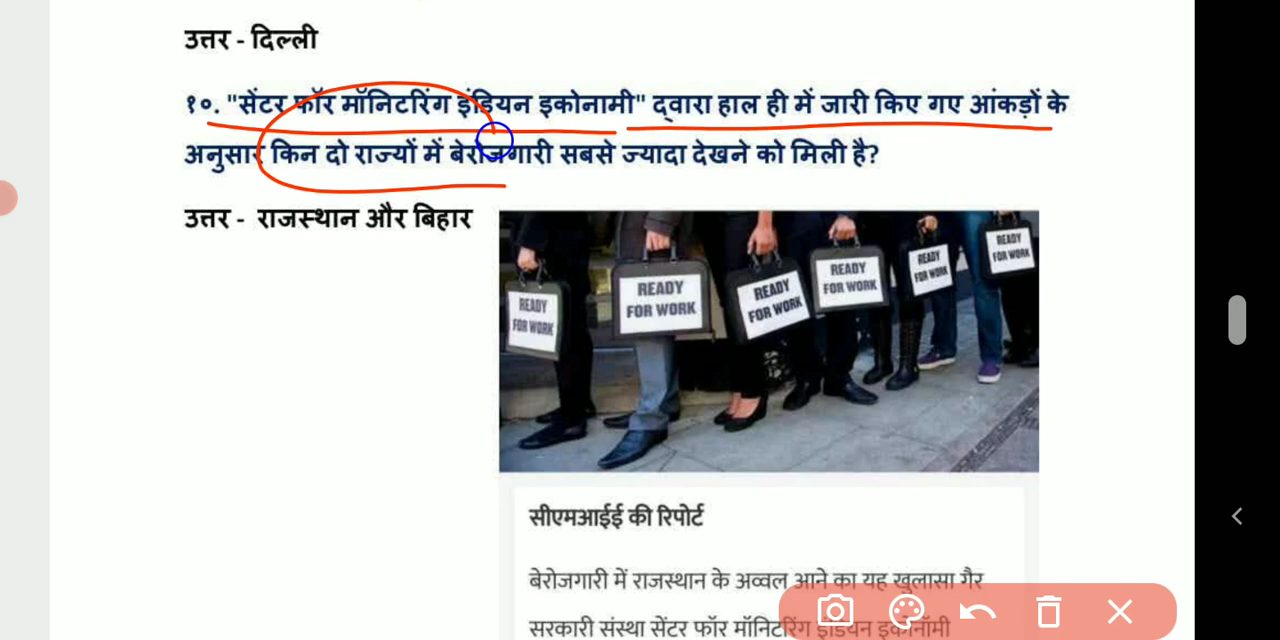 उत्तर - दिल्ली
१०. "सेंटर फॉर मॉनिटरिंग इंडियन इकोनामी" द्वारा हाल ही में जारी किए गए आंकड़ों के
अनुसार किन दो राज्यों में बेरोजगारी सबसे ज्यादा देखने को मिली है?
उत्तर - राजस्थान और बिहार
READY
FOR WORK
READY
FOR WORK
READY
FOR WORK
READY
FOR WORK
READY
FOR WORK
READY
FOR WORK
सीएमआईई की रिपोर्ट
बेरोजगारी में राजस्थान के अव्वल आने का यह खुलासा गैर
सरकारी संस्था सेंटर फॉर मॉनिटरिंग इंडियन इकोनॉमी